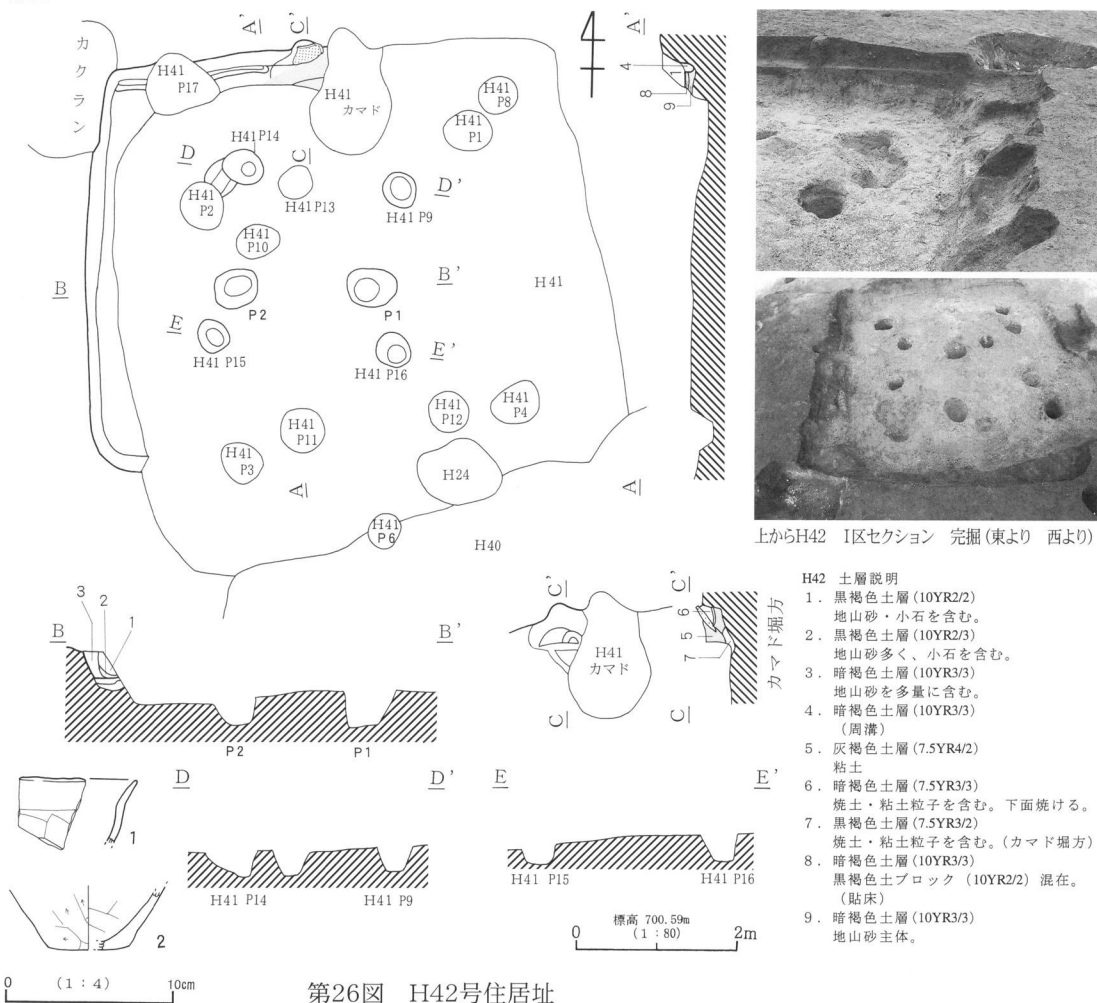 カクラン
A'
C'
H41
P17
H41
カマド
H41
P8
H41
P1
H41 P14
D
C
H41
P2
H41 P13
D'
H41 P9
H41
P10
B
B'
H41
P2
P1
E
E'
H41 P15
H41 P16
H41
P12
H41
P4
H41
P11
H41
P3
A
H24
H41
P6
H40
A'
4
1
8
9
A
上からH42 I区セクション 完掘(東より 西より)
3
2
1
B
B'
P2
P1
C'
C'
H41
カマド
6
5
7
C
C
カマド堀方
D
D'
H41 P14
H41 P9
E
E'
H41 P15
H41 P16
1
2
標高 700.59m
0 (1:80) 2m
0 (1:4) 10cm
H42 土層説明
1. 黒褐色土層(10YR2/2)
地山砂・小石を含む。
2. 黒褐色土層(10YR2/3)
地山砂多く、小石を含む。
3. 暗褐色土層(10YR3/3)
地山砂を多量に含む。
4. 暗褐色土層(10YR3/3)
(周溝)
5. 灰褐色土層(7.5YR4/2)
粘土
6. 暗褐色土層(7.5YR3/3)
焼土・粘土粒子を含む。下面焼ける。
7. 黒褐色土層(7.5YR3/2)
焼土・粘土粒子を含む。(カマド堀方)
8. 暗褐色土層(10YR3/3)
黒褐色土ブロック(10YR2/2)混在。
(貼床)
9. 暗褐色土層(10YR3/3)
地山砂主体。
第26図 H42号住居址